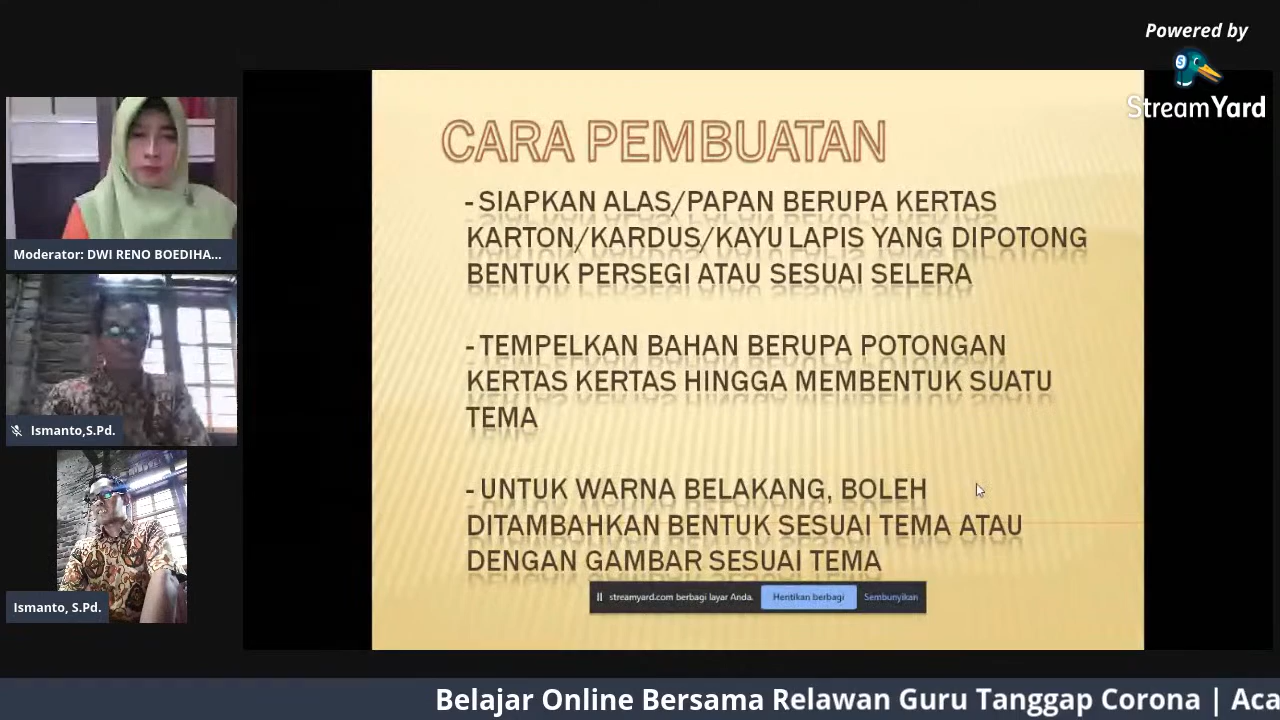 Powered by
StreamYard
CARA PEMBUATAN
- SIAPKAN ALAS/PAPAN BERUPA KERTAS
KARTON/KARDUS/KAYU LAPIS YANG DIPOTONG
BENTUK PERSEGI ATAU SESUAI SELERA
- TEMPELKAN BAHAN BERUPA POTONGAN
KERTAS KERTAS HINGGA MEMBENTUK SUATU
TEMA
- UNTUK WARNA BELAKANG, BOLEH
DITAMBAHKAN BENTUK SESUAI TEMA ATAU
DENGAN GAMBAR SESUAI TEMA
streamyard.com berbagi layar Anda. Hentikan berbagi Sembunyikan
Moderator: DWI RENO BOEDIHA...
Ismanto,S.Pd.
Ismanto, S.Pd.
Belajar Online Bersama Relawan Guru Tanggap Corona | Aca